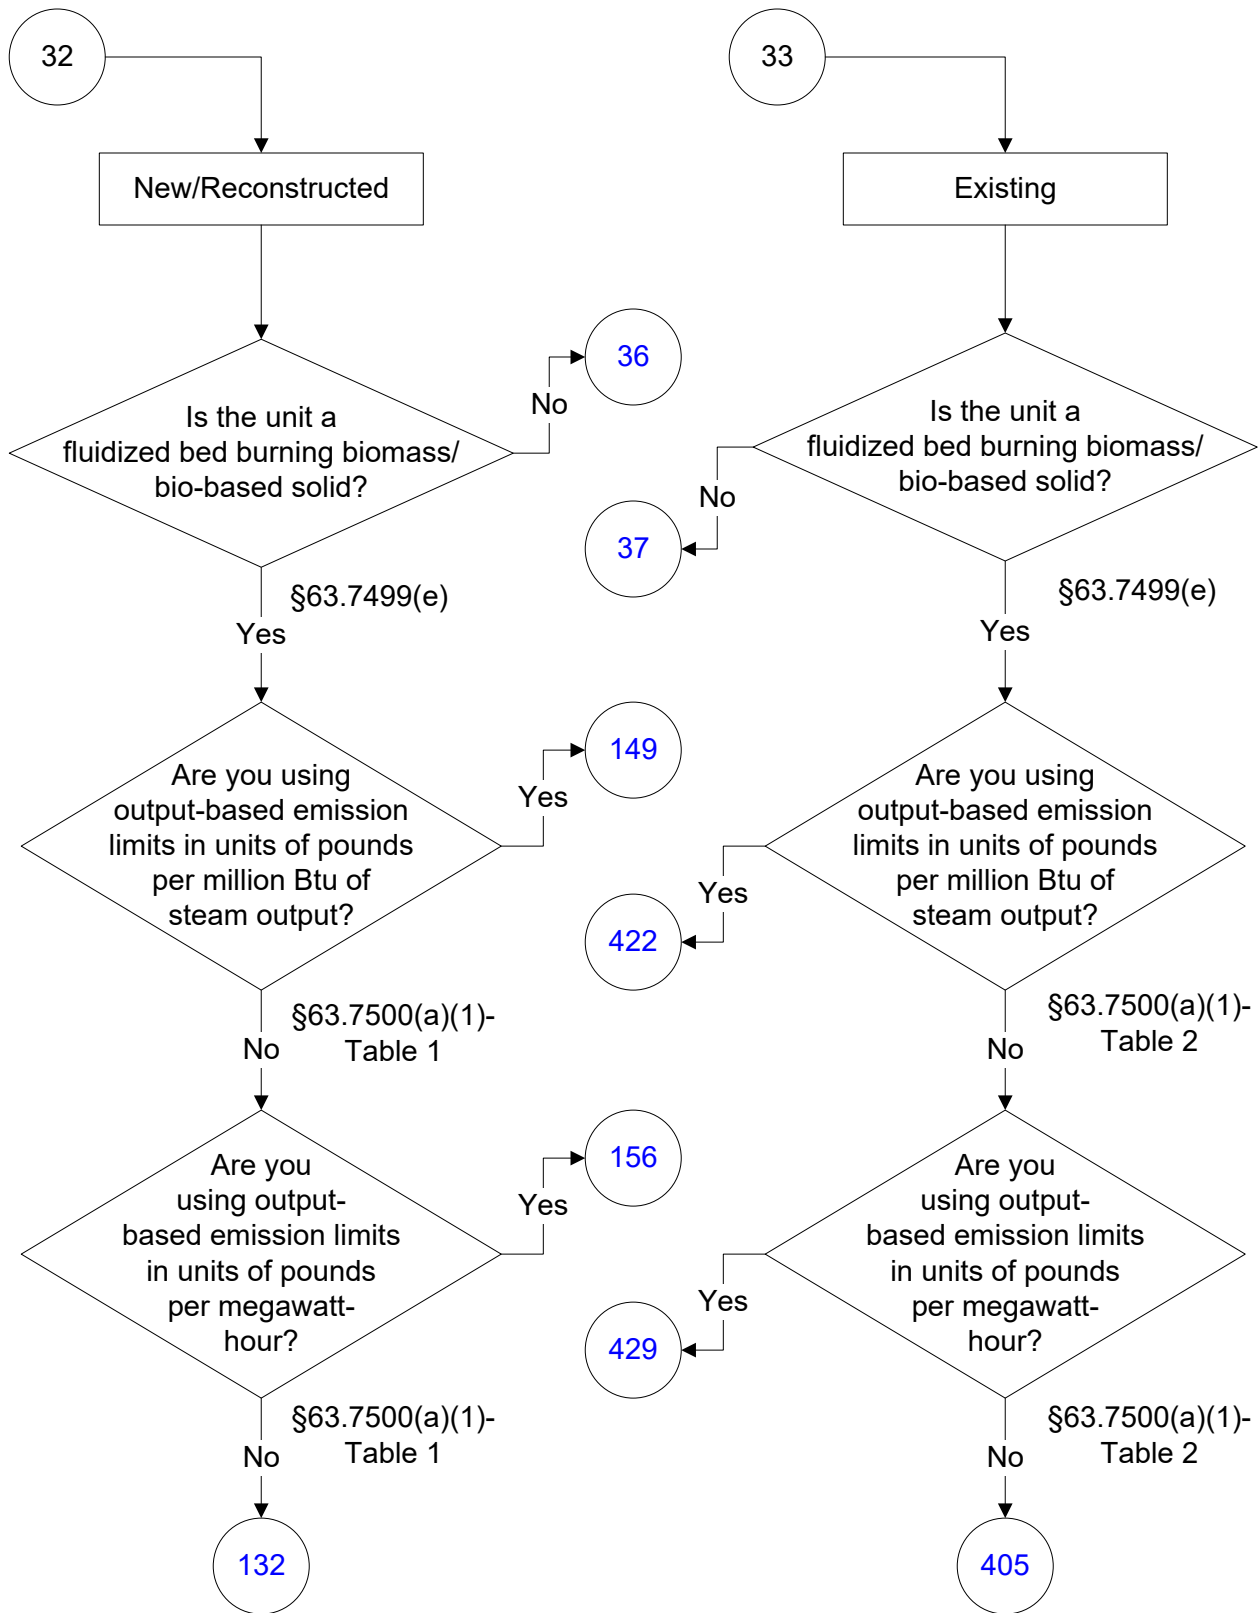 32
New/Reconstructed
Is the unit a
fluidized bed burning biomass/
bio-based solid?
No
36
§63.7499(e)
Yes
Are you using
output-based emission
limits in units of pounds
per million Btu of
steam output?
Yes
149
§63.7500(a)(1)-
Table 1
No
Are you
using output-
based emission limits
in units of pounds
per megawatt-
hour?
Yes
156
§63.7500(a)(1)-
Table 1
No
132
33
Existing
Is the unit a
fluidized bed burning biomass/
bio-based solid?
No
37
§63.7499(e)
Yes
Are you using
output-based emission
limits in units of pounds
per million Btu of
steam output?
Yes
422
§63.7500(a)(1)-
Table 2
No
Are you
using output-
based emission limits
in units of pounds
per megawatt-
hour?
Yes
429
§63.7500(a)(1)-
Table 2
No
405